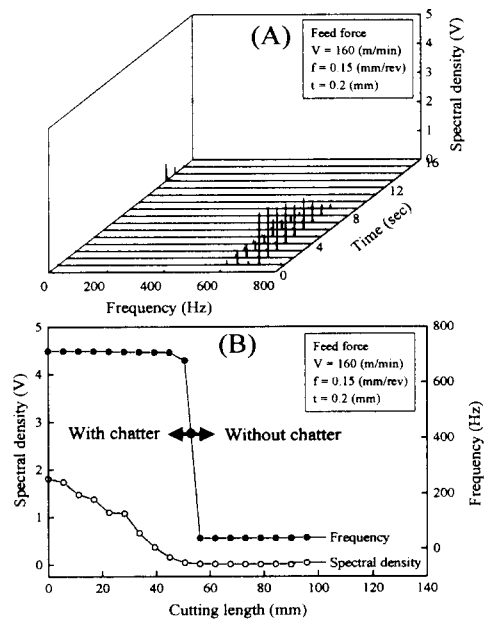 (A)
Feed force
V = 160 (m/min)
f = 0.15 (mm/rev)
t = 0.2 (mm)
5
4
3
2
1
0
Spectral density (V)
16
12
8
4
0
Time (sec)
0 200 400 600 800
Frequency (Hz)
(B)
Feed force
V = 160 (m/min)
f = 0.15 (mm/rev)
t = 0.2 (mm)
5
4
3
2
1
0
Spectral density (V)
800
600
400
200
0
Frequency (Hz)
With chatter
Without chatter
Frequency
Spectral density
0 20 40 60 80 100 120 140
Cutting length (mm)